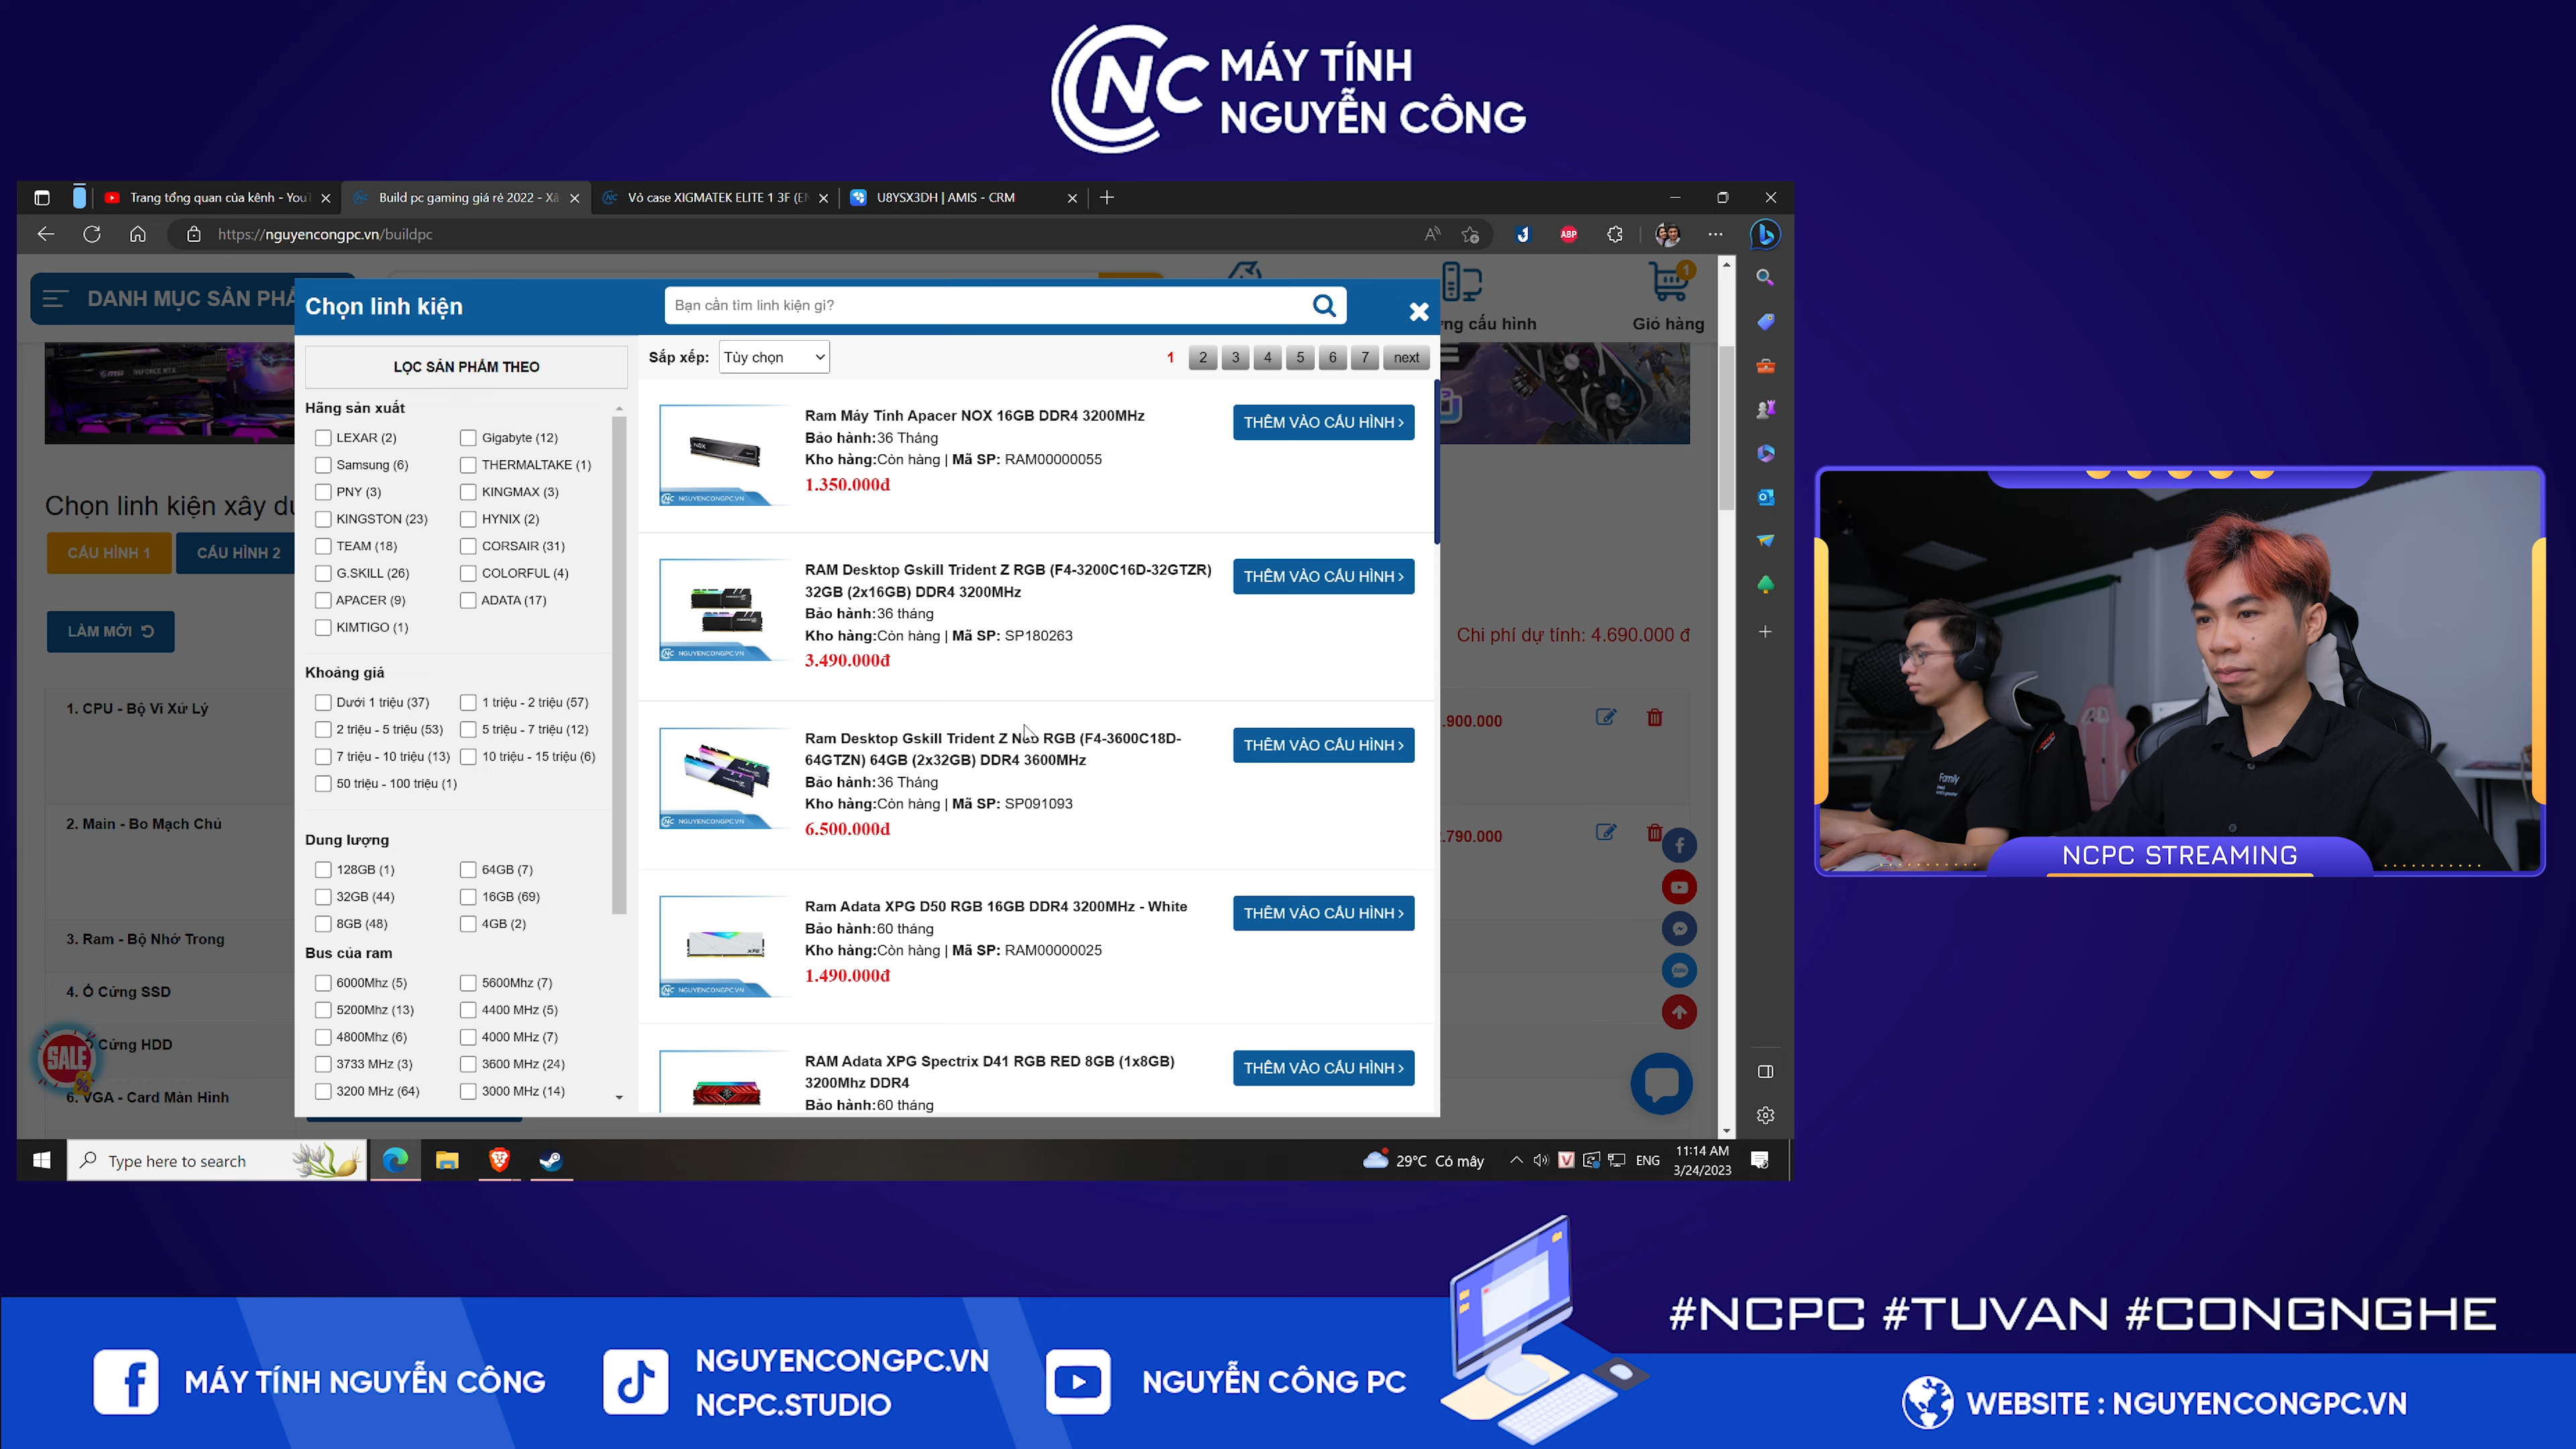 NC MÁY TÍNH
NGUYỄN CÔNG
Trang tổng quan của kênh - You
Build pc gaming giá rẻ 2022 - Xâ
Vỏ case XIGMATEK ELITE 1 3F (E
U8YSX3DH | AMIS - CRM
https://nguyencongpc.vn/buildpc
ABP
DANH MỤC SẢN PHẨ
ng cấu hình
1
Giỏ hàng
Chọn linh kiện
Bạn cần tìm linh kiện gì?
LỌC SẢN PHẨM THEO
Sắp xếp:
Tùy chọn
1 2 3 4 5 6 7 next
Hãng sản xuất
LEXAR (2)
Gigabyte (12)
Samsung (6)
THERMALTAKE (1)
PNY (3)
KINGMAX (3)
KINGSTON (23)
HYNIX (2)
TEAM (18)
CORSAIR (31)
G.SKILL (26)
COLORFUL (4)
APACER (9)
ADATA (17)
KIMTIGO (1)
Khoảng giá
Dưới 1 triệu (37)
1 triệu - 2 triệu (57)
2 triệu - 5 triệu (53)
5 triệu - 7 triệu (12)
7 triệu - 10 triệu (13)
10 triệu - 15 triệu (6)
50 triệu - 100 triệu (1)
Dung lượng
128GB (1)
64GB (7)
32GB (44)
16GB (69)
8GB (48)
4GB (2)
Bus của ram
6000Mhz (5)
5600Mhz (7)
5200Mhz (13)
4400 MHz (5)
4800Mhz (6)
4000 MHz (7)
3733 MHz (3)
3600 MHz (24)
3200 MHz (64)
3000 MHz (14)
Ram Máy Tính Apacer NOX 16GB DDR4 3200MHz
Bảo hành:36 Tháng
Kho hàng:Còn hàng | Mã SP: RAM00000055
1.350.000đ
THÊM VÀO CẤU HÌNH
NGUYENCONGPC.VN
RAM Desktop Gskill Trident Z RGB (F4-3200C16D-32GTZR)
32GB (2x16GB) DDR4 3200MHz
Bảo hành:36 tháng
Kho hàng:Còn hàng | Mã SP: SP180263
3.490.000đ
THÊM VÀO CẤU HÌNH
NGUYENCONGPC.VN
Ram Desktop Gskill Trident Z RGB (F4-3600C18D-
64GTZN) 64GB (2x32GB) DDR4 3600MHz
Bảo hành:36 Tháng
Kho hàng:Còn hàng | Mã SP: SP091093
6.500.000đ
THÊM VÀO CẤU HÌNH
NGUYENCONGPC.VN
Ram Adata XPG D50 RGB 16GB DDR4 3200MHz - White
Bảo hành:60 tháng
Kho hàng:Còn hàng | Mã SP: RAM00000025
1.490.000đ
THÊM VÀO CẤU HÌNH
NGUYENCONGPC.VN
RAM Adata XPG Spectrix D41 RGB RED 8GB (1x8GB)
3200Mhz DDR4
Bảo hành:60 tháng
THÊM VÀO CẤU HÌNH
Chọn linh kiện xây dự
CẤU HÌNH 1
CẤU HÌNH 2
LÀM MỚI
Chi phí dự tính: 4.690.000 đ
1. CPU - Bộ Vi Xử Lý
.900.000
2. Main - Bo Mạch Chủ
.790.000
3. Ram - Bộ Nhớ Trong
4. Ổ Cứng SSD
Cứng HDD
6. VGA - Card Màn Hình
SALE
%
Zalo
Type here to search
29°C Có mây
ENG
11:14 AM
3/24/2023
Family
NCPC STREAMING
#NCPC #TUVAN #CONGNGHE
MÁY TÍNH NGUYỄN CÔNG
NGUYENCONGPC.VN
NCPC.STUDIO
NGUYỄN CÔNG PC
WEBSITE : NGUYENCONGPC.VN